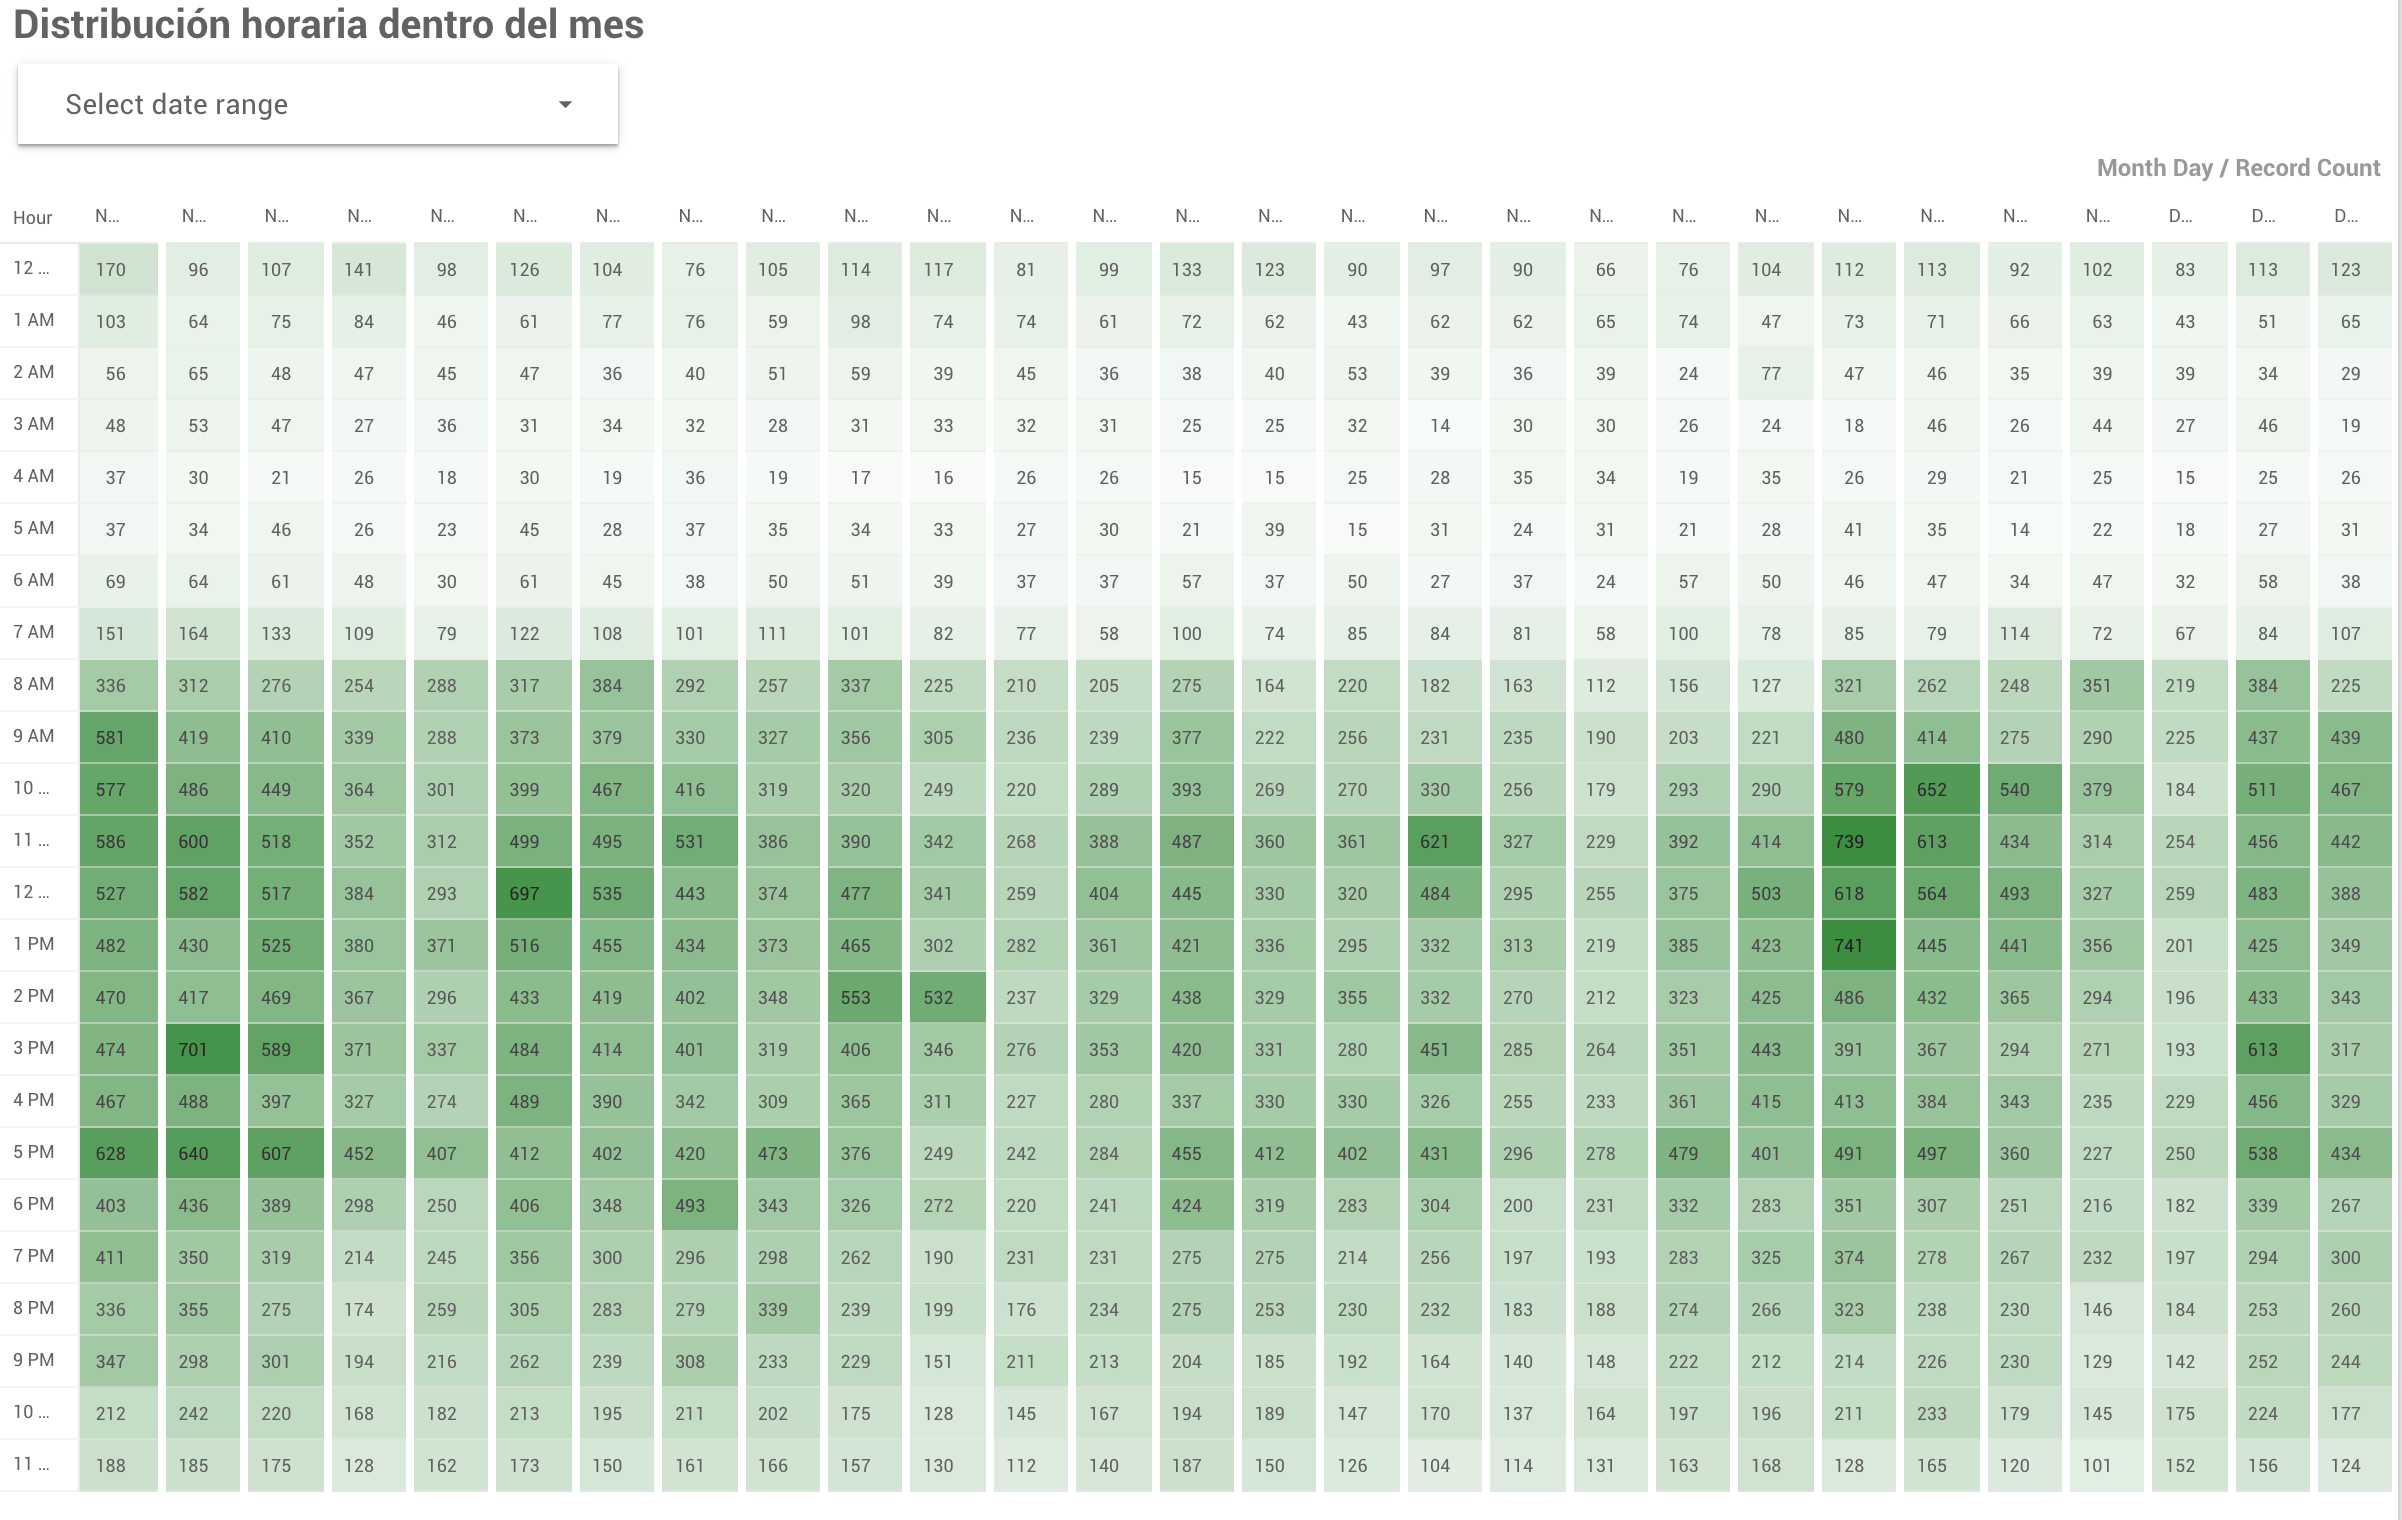 Distribución horaria dentro del mes
Select date range
Month Day / Record Count
Hour N... N... N... N... N... N... N... N... N... N... N... N... N... N... N... N... N... N... N... N... N... N... N... N... N... D... D... D...
12 ... 170 96 107 141 98 126 104 76 105 114 117 81 99 133 123 90 97 90 66 76 104 112 113 92 102 83 113 123
1 AM 103 64 75 84 46 61 77 76 59 98 74 74 61 72 62 43 62 62 65 74 47 73 71 66 63 43 51 65
2 AM 56 65 48 47 45 47 36 40 51 59 39 45 36 38 40 53 39 36 39 24 77 47 46 35 39 39 34 29
3 AM 48 53 47 27 36 31 34 32 28 31 33 32 31 25 25 32 14 30 30 26 24 18 46 26 44 27 46 19
4 AM 37 30 21 26 18 30 19 36 19 17 16 26 26 15 15 25 28 35 34 19 35 26 29 21 25 15 25 26
5 AM 37 34 46 26 23 45 28 37 35 34 33 27 30 21 39 15 31 24 31 21 28 41 35 14 22 18 27 31
6 AM 69 64 61 48 30 61 45 38 50 51 39 37 37 57 37 50 27 37 24 57 50 46 47 34 47 32 58 38
7 AM 151 164 133 109 79 122 108 101 111 101 82 77 58 100 74 85 84 81 58 100 78 85 79 114 72 67 84 107
8 AM 336 312 276 254 288 317 384 292 257 337 225 210 205 275 164 220 182 163 112 156 127 321 262 248 351 219 384 225
9 AM 581 419 410 339 288 373 379 330 327 356 305 236 239 377 222 256 231 235 190 203 221 480 414 275 290 225 437 439
10 ... 577 486 449 364 301 399 467 416 319 320 249 220 289 393 269 270 330 256 179 293 290 579 652 540 379 184 511 467
11 ... 586 600 518 352 312 499 495 531 386 390 342 268 388 487 360 361 621 327 229 392 414 739 613 434 314 254 456 442
12 ... 527 582 517 384 293 697 535 443 374 477 341 259 404 445 330 320 484 295 255 375 503 618 564 493 327 259 483 388
1 PM 482 430 525 380 371 516 455 434 373 465 302 282 361 421 336 295 332 313 219 385 423 741 445 441 356 201 425 349
2 PM 470 417 469 367 296 433 419 402 348 553 532 237 329 438 329 355 332 270 212 323 425 486 432 365 294 196 433 343
3 PM 474 701 589 371 337 484 414 401 319 406 346 276 353 420 331 280 451 285 264 351 443 391 367 294 271 193 613 317
4 PM 467 488 397 327 274 489 390 342 309 365 311 227 280 337 330 330 326 255 233 361 415 413 384 343 235 229 456 329
5 PM 628 640 607 452 407 412 402 420 473 376 249 242 284 455 412 402 431 296 278 479 401 491 497 360 227 250 538 434
6 PM 403 436 389 298 250 406 348 493 343 326 272 220 241 424 319 283 304 200 231 332 283 351 307 251 216 182 339 267
7 PM 411 350 319 214 245 356 300 296 298 262 190 231 231 275 275 214 256 197 193 283 325 374 278 267 232 197 294 300
8 PM 336 355 275 174 259 305 283 279 339 239 199 176 234 275 253 230 232 183 188 274 266 323 238 230 146 184 253 260
9 PM 347 298 301 194 216 262 239 308 233 229 151 211 213 204 185 192 164 140 148 222 212 214 226 230 129 142 252 244
10 ... 212 242 220 168 182 213 195 211 202 175 128 145 167 194 189 147 170 137 164 197 196 211 233 179 145 175 224 177
11 ... 188 185 175 128 162 173 150 161 166 157 130 112 140 187 150 126 104 114 131 163 168 128 165 120 101 152 156 124